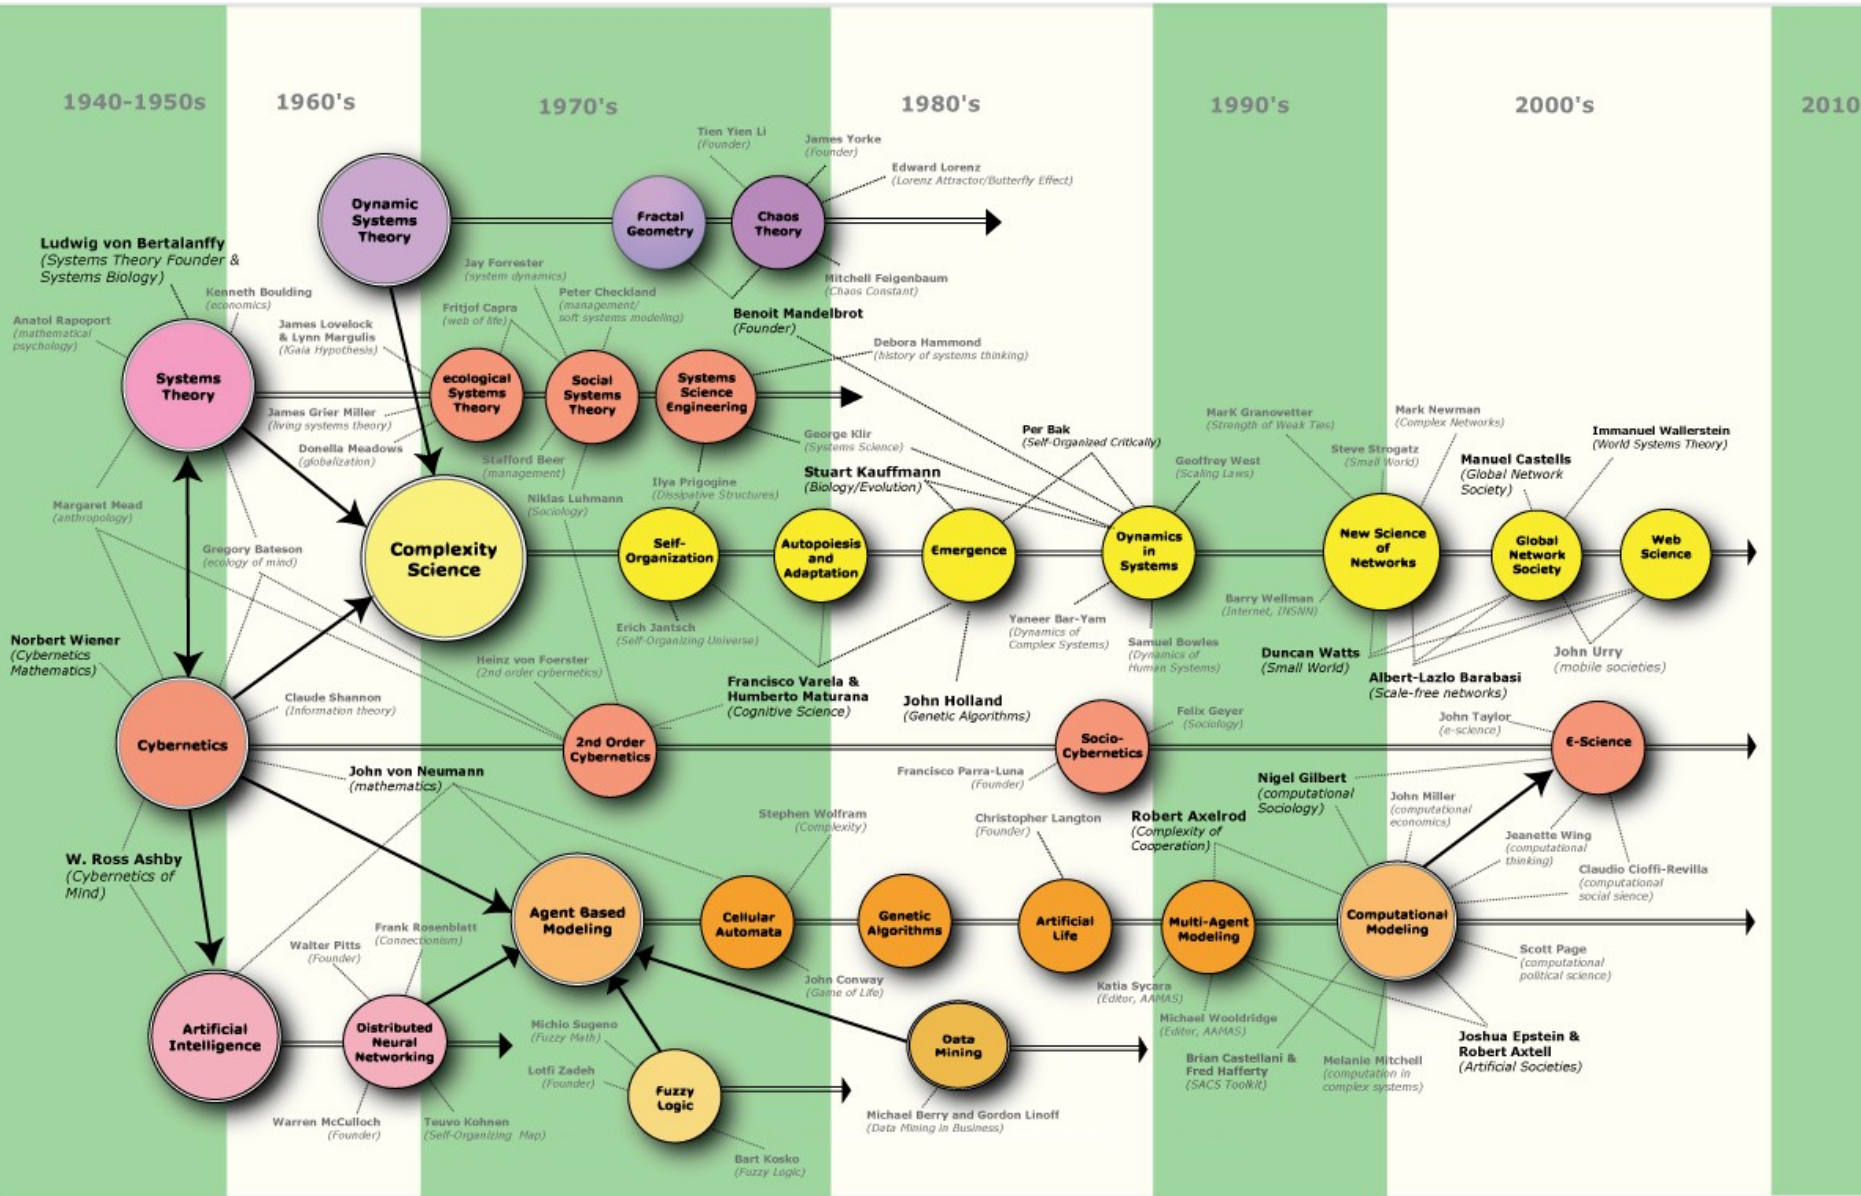 1940-1950s
1960's
1970's
1980's
1990's
2000's
2010
Tien Yien Li
(Founder)
James Yorke
(Founder)
Edward Lorenz
(Lorenz Attractor/Butterfly Effect)
Dynamic
Systems
Theory
Fractal
Geometry
Chaos
Theory
Ludwig von Bertalanffy
(Systems Theory Founder &
Systems Biology)
Jay Forrester
(system dynamics)
Mitchell Feigenbaum
(Chaos Constant)
Kenneth Boulding
(economics)
Peter Checkland
(management/
soft systems modeling)
Fritjof Capra
(web of life)
Benoit Mandelbrot
(Founder)
Anatol Rapoport
(mathematical
psychology)
James Lovelock
& Lynn Margulis
(IGaia Hypothesis)
Debora Hammond
(history of systems thinking)
Systems
Theory
ecological
Systems
Theory
Social
Systems
Theory
Systems
Science
Engineering
James Grier Miller
(living systems theory)
Donella Meadows
(globalization)
Stafford Beer
(management)
George Klir
(Systems Science)
Per Bak
(Self-Organized Critically)
MarK Granovetter
(Strength of Weak Ties)
Mark Newman
(Complex Networks)
Immanuel Wallerstein
(World Systems Theory)
Steve Strogatz
(Small World)
Geoffrey West
(Scaling Laws)
Manuel Castells
(Global Network
Society)
Stuart Kauffmann
(Biology/Evolution)
Ilya Prigogine
(Dissipative Structures)
Niklas Luhmann
(Sociology)
Margaret Mead
(anthropology)
Gregory Bateson
(ecology of mind)
Complexity
Science
Self-
Organization
Autopoiesis
and
Adaptation
Emergence
Dynamics
in
Systems
New Science
of
Networks
Global
Network
Society
Web
Science
Erich Jantsch
(Self-Organizing Universe)
Yaneer Bar-Yam
(Dynamics of
Complex Systems)
Samuel Bowles
(Dynamics of
Human Systems)
Barry Wellman
(Internet, INSNN)
Duncan Watts
(Small World)
Albert-Lazlo Barabasi
(Scale-free networks)
John Urry
(mobile societies)
Norbert Wiener
(Cybernetics
Mathematics)
Heinz von Foerster
(2nd order cybernetics)
Francisco Varela &
Humberto Maturana
(Cognitive Science)
John Holland
(Genetic Algorithms)
Claude Shannon
(Information theory)
Felix Geyer
(Sociology)
John Taylor
(e-science)
Cybernetics
2nd Order
Cybernetics
Socio-
Cybernetics
E-Science
John von Neumann
(mathematics)
Francisco Parra-Luna
(Founder)
Nigel Gilbert
(computational
Sociology)
John Miller
(computational
economics)
Stephen Wolfram
(Complexity)
Christopher Langton
(Founder)
Robert Axelrod
(Complexity of
Cooperation)
Jeanette Wing
(computational
thinking)
W. Ross Ashby
(Cybernetics of
Mind)
Claudio Cioffi-Revilla
(computational
social sience)
Agent Based
Modeling
Cellular
Automata
Genetic
Algorithms
Artificial
Life
Multi-Agent
Modeling
Computational
Modeling
Frank Rosenblatt
(Connectionism)
Walter Pitts
(Founder)
John Conway
(Game of Life)
Katia Sycara
(Editor, AAMAS)
Scott Page
(computational
political science)
Artificial
Intelligence
Distributed
Neural
Networking
Michio Sugeno
(Fuzzy Math)
Data
Mining
Michael Wooldridge
(Editor, AAMAS)
Joshua Epstein &
Robert Axtell
(Artificial Societies)
Lotfi Zadeh
(Founder)
Fuzzy
Logic
Brian Castellani &
Fred Hafferty
(SACS Toolkit)
Melanie Mitchell
(computation in
complex systems)
Warren McCulloch
(Founder)
Teuvo Kohnen
(Self-Organizing Map)
Michael Berry and Gordon Linoff
(Data Mining in Business)
Bart Kosko
(Fuzzy Logic)